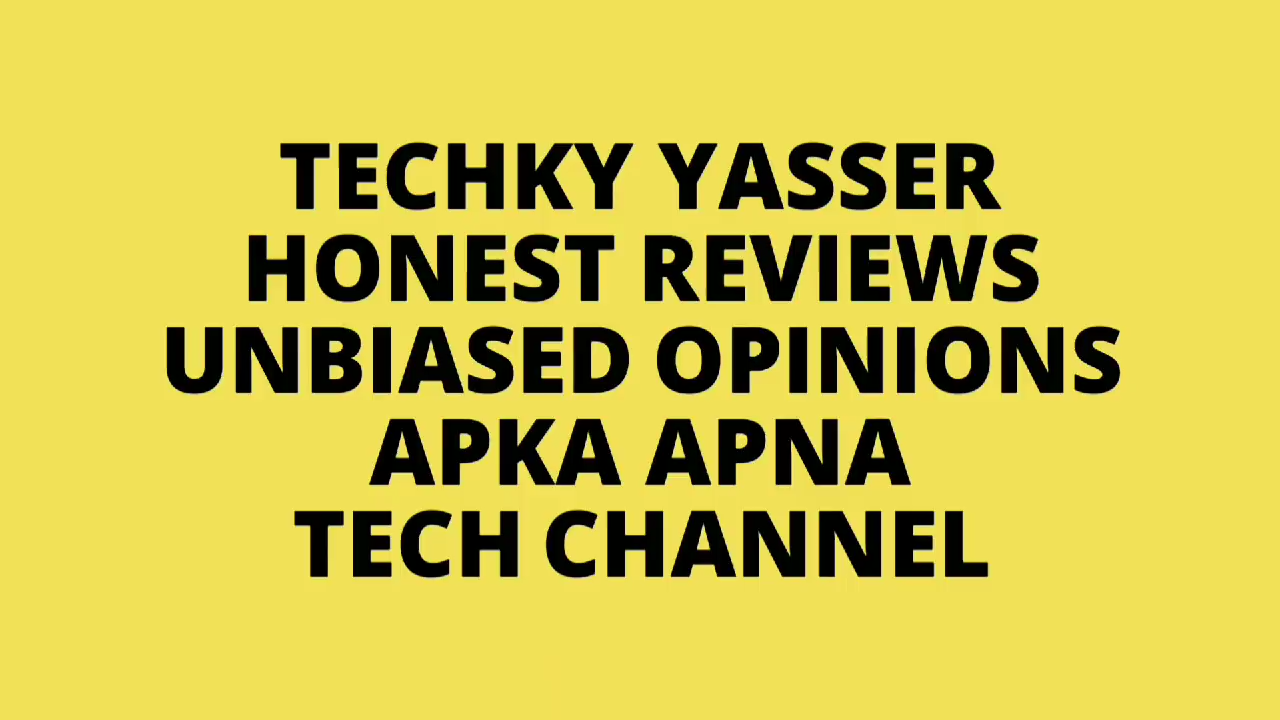 TECHKY YASSER
HONEST REVIEWS
UNBIASED OPINIONS
APKA APNA
TECH CHANNEL